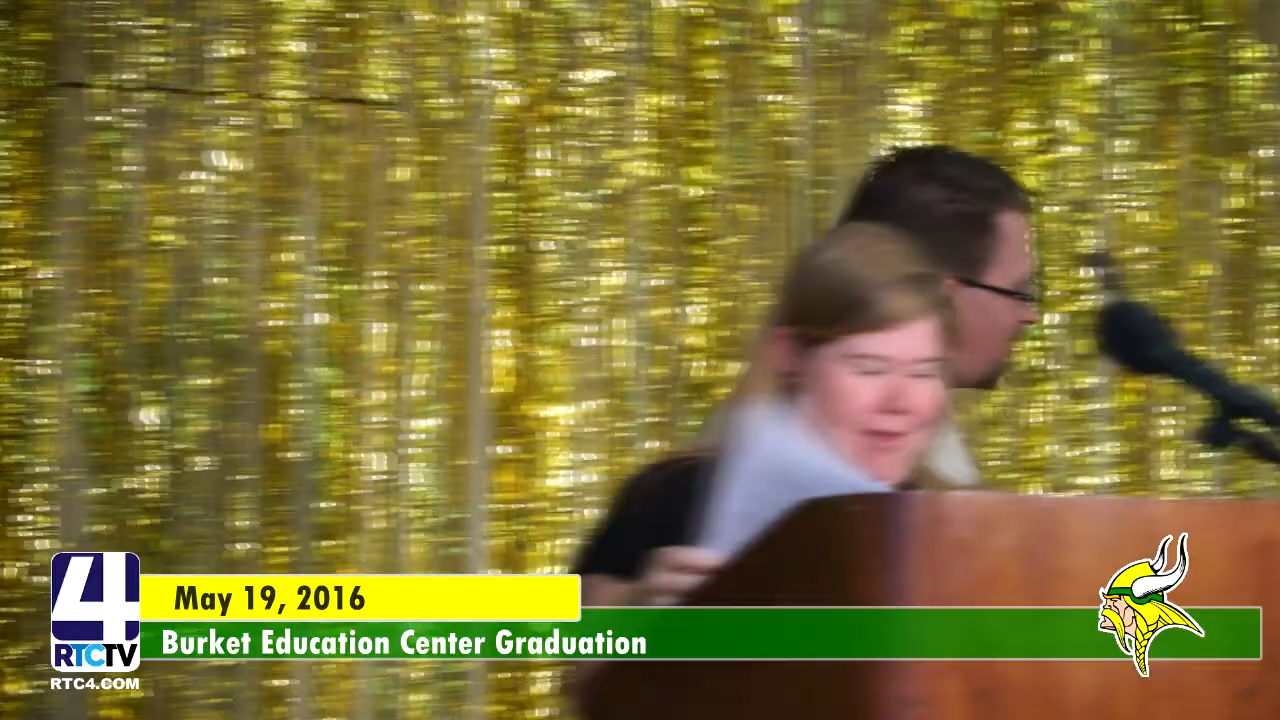 May 19, 2016
Burket Education Center Graduation
4
RTCTV
RTC4.COM